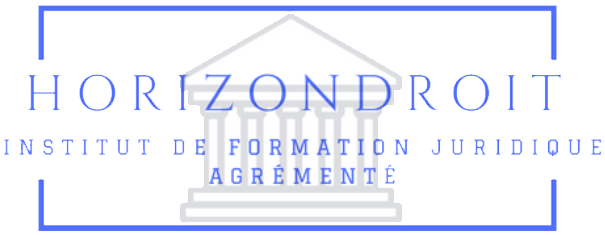 HORIZONDROIT
INSTITUT DE FORMATION JURIDIQUE
AGRÉMENTÉ